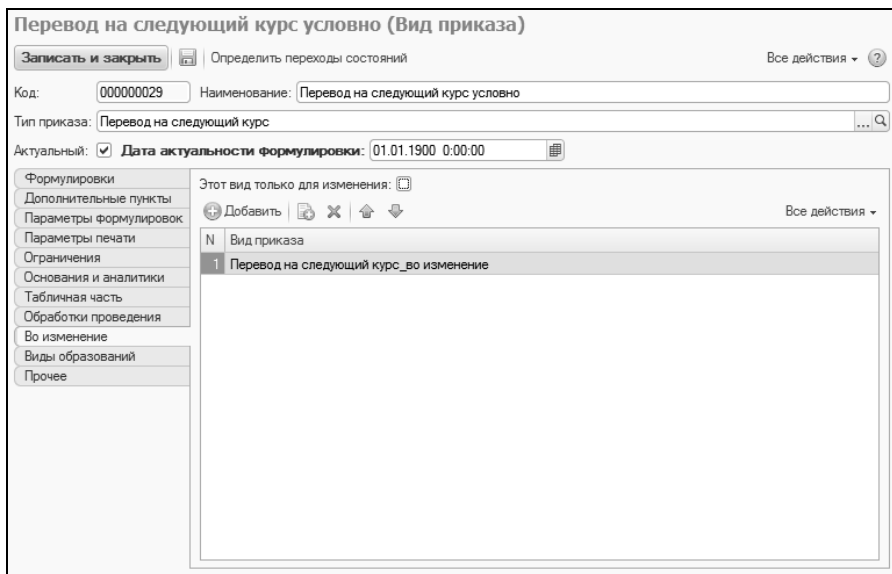 Перевод на следующий курс условно (Вид приказа)
Записать и закрыть Определить переходы состояний Все действия ?
Код: 000000029 Наименование: Перевод на следующий курс условно
Тип приказа: Перевод на следующий курс ...
Актуальный: Дата актуальности формулировки: 01.01.1900 0:00:00
Формулировки
Дополнительные пункты
Параметры формулировок
Параметры печати
Ограничения
Основания и аналитики
Табличная часть
Обработки проведения
Во изменение
Виды образований
Прочее
Этот вид только для изменения:
Добавить Все действия
N Вид приказа
1 Перевод на следующий курс_во изменение